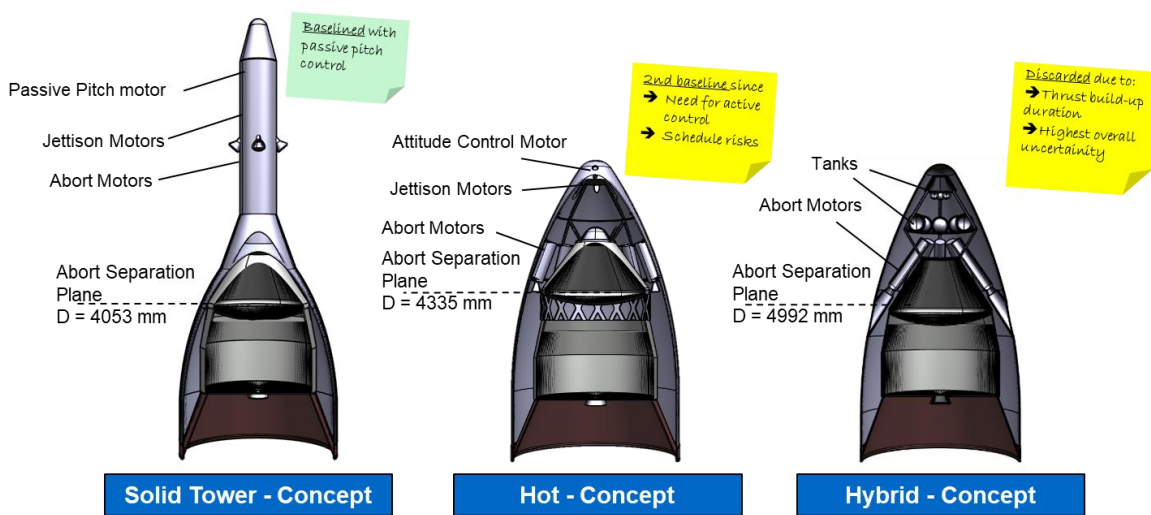 Baselined with
passive pitch
control
Passive Pitch motor
Jettison Motors
Abort Motors
Abort Separation
Plane
D = 4053 mm
Solid Tower - Concept
2nd baseline since
➔ Need for active
control
➔ Schedule risks
Attitude Control Motor
Jettison Motors
Abort Motors
Abort Separation
Plane
D = 4335 mm
Hot - Concept
Discarded due to:
➔Thrust build-up
duration
➔Highest overall
uncertainity
Tanks
Abort Motors
Abort Separation
Plane
D = 4992 mm
Hybrid - Concept